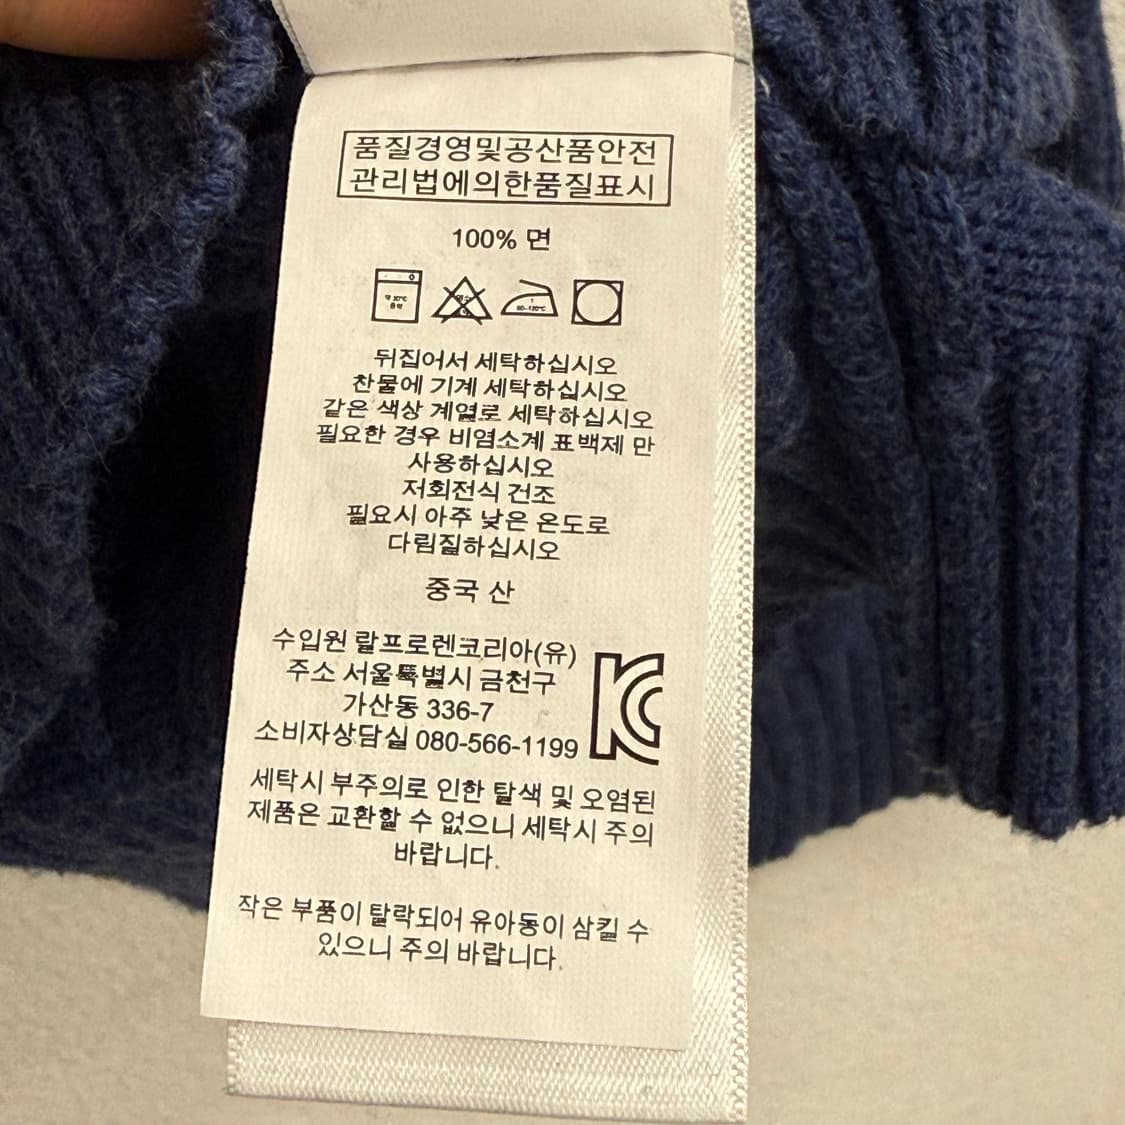 품질경영및공산품안전
관리법에의한품질표시
100% 면
약 30℃
중성
염소
1
80~120℃
뒤집어서 세탁하십시오
찬물에 기계 세탁하십시오
같은 색상 계열로 세탁하십시오
필요한 경우 비염소계 표백제 만
사용하십시오
저회전식 건조
필요시 아주 낮은 온도로
다림질하십시오
중국 산
수입원 랄프로렌코리아(유)
주소 서울특별시 금천구
가산동 336-7
소비자상담실 080-566-1199
세탁시 부주의로 인한 탈색 및 오염된
제품은 교환할 수 없으니 세탁시 주의
바랍니다.
작은 부품이 탈락되어 유아동이 삼킬 수
있으니 주의 바랍니다.